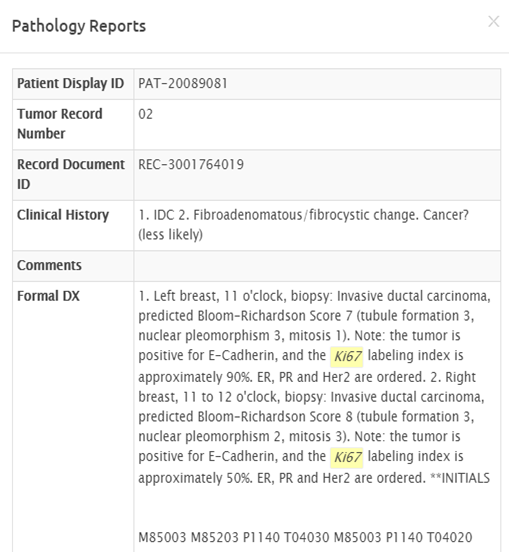 Pathology Reports
×
Patient Display ID PAT-20089081
Tumor Record 02
Number
Record Document REC-3001764019
ID
Clinical History 1. IDC 2. Fibroadenomatous/fibrocystic change. Cancer?
(less likely)
Comments
Formal DX 1. Left breast, 11 o'clock, biopsy: Invasive ductal carcinoma,
predicted Bloom-Richardson Score 7 (tubule formation 3,
nuclear pleomorphism 3, mitosis 1). Note: the tumor is
positive for E-Cadherin, and the Ki67 labeling index is
approximately 90%. ER, PR and Her2 are ordered. 2. Right
breast, 11 to 12 o'clock, biopsy: Invasive ductal carcinoma,
predicted Bloom-Richardson Score 8 (tubule formation 3,
nuclear pleomorphism 2, mitosis 3). Note: the tumor is
positive for E-Cadherin, and the Ki67 labeling index is
approximately 50%. ER, PR and Her2 are ordered. **INITIALS
M85003 M85203 P1140 T04030 M85003 P1140 T04020